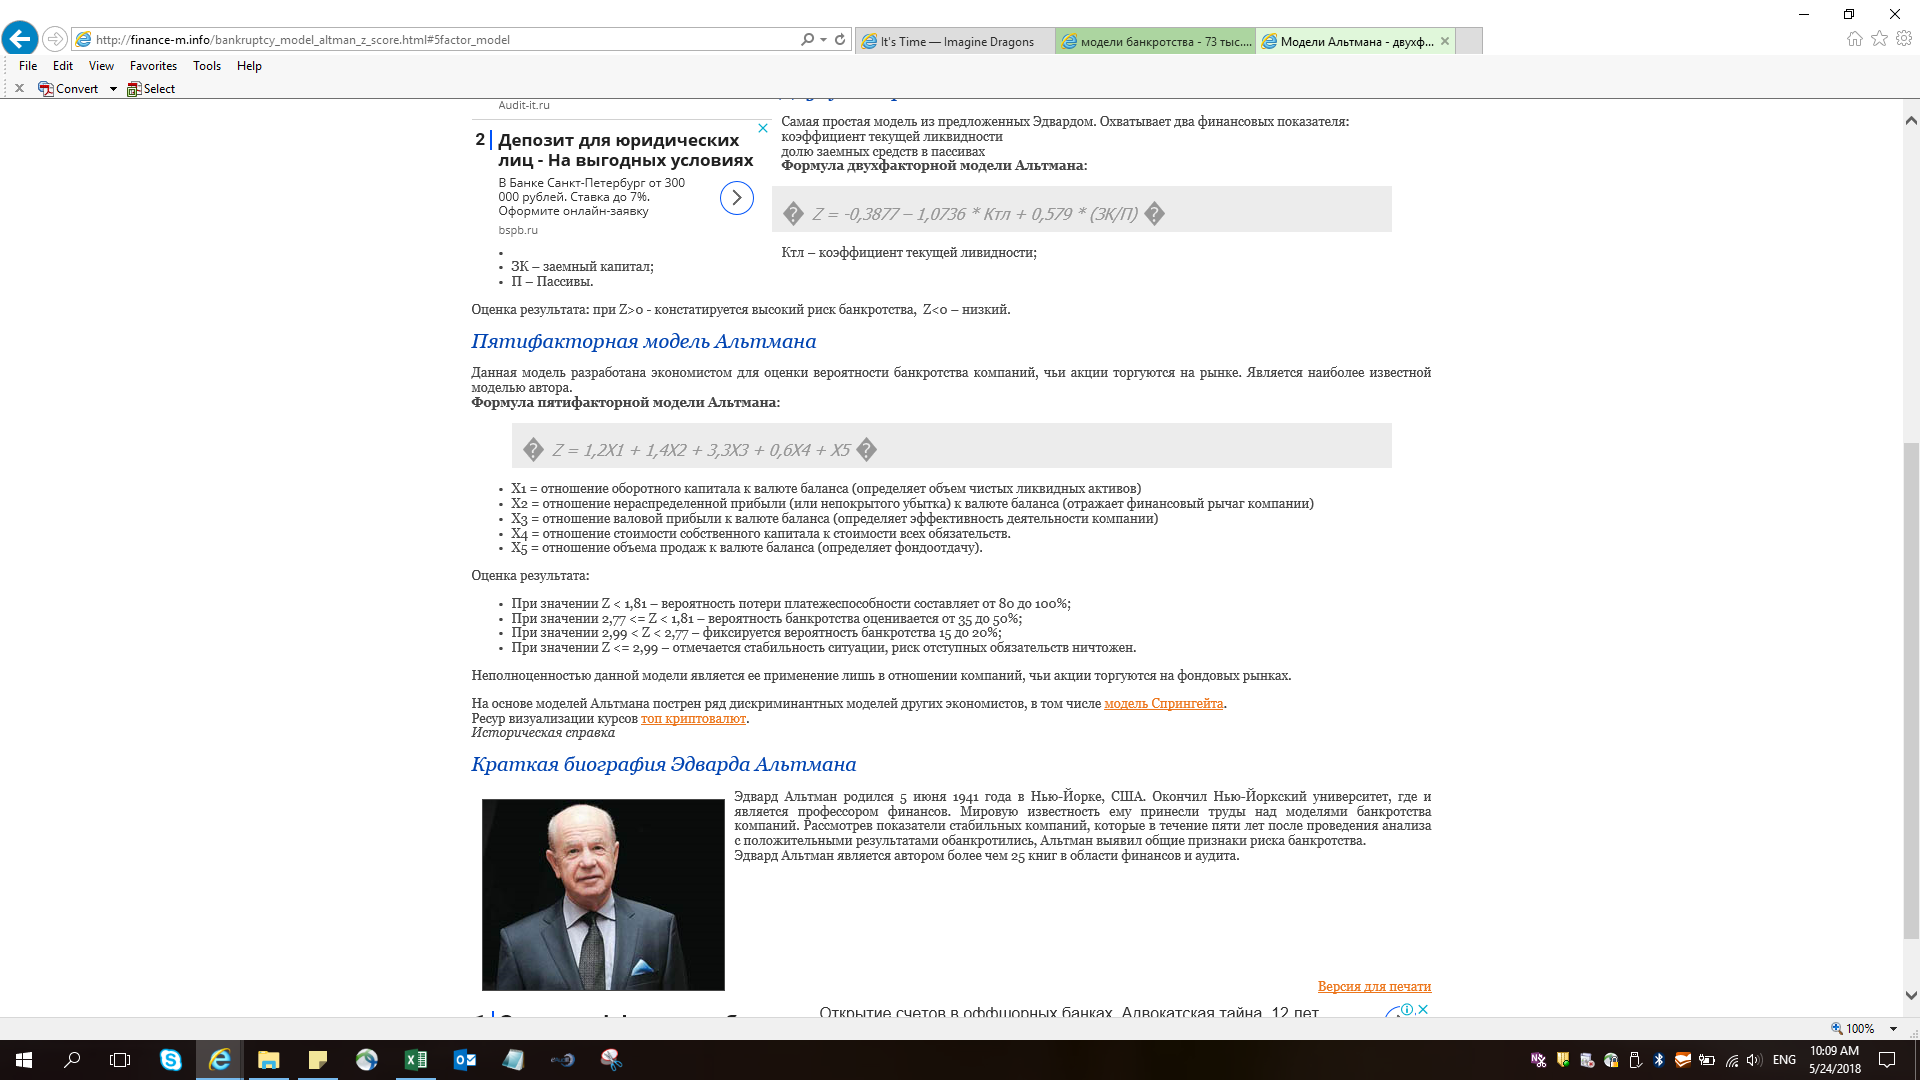 http://finance-m.info/bankruptcy_model_altman_z_score.html#5factor_model
It's Time — Imagine Dragons
модели банкротства - 73 тыс....
Модели Альтмана - двухф...
File Edit View Favorites Tools Help
x Convert Select
Audit-it.ru
2 Депозит для юридических
лиц - На выгодных условиях
В Банке Санкт-Петербург от 300
000 рублей. Ставка до 7%.
Оформите онлайн-заявку
bspb.ru
Самая простая модель из предложенных Эдвардом. Охватывает два финансовых показателя:
коэффициент текущей ликвидности
долю заемных средств в пассивах
Формула двухфакторной модели Альтмана:
� Z = -0,3877 – 1,0736 * Ктл + 0,579 * (ЗК/П) �
Ктл – коэффициент текущей ливидности;
• ЗК – заемный капитал;
• П – Пассивы.
Оценка результата: при Z>0 - констатируется высокий риск банкротства, Z<0 – низкий.
Пятифакторная модель Альтмана
Данная модель разработана экономистом для оценки вероятности банкротства компаний, чьи акции торгуются на рынке. Является наиболее известной
моделью автора.
Формула пятифакторной модели Альтмана:
� Z = 1,2X1 + 1,4X2 + 3,3X3 + 0,6X4 + X5 �
• X1 = отношение оборотного капитала к валюте баланса (определяет объем чистых ликвидных активов)
• X2 = отношение нераспределенной прибыли (или непокрытого убытка) к валюте баланса (отражает финансовый рычаг компании)
• X3 = отношение валовой прибыли к валюте баланса (определяет эффективность деятельности компании)
• X4 = отношение стоимости собственного капитала к стоимости всех обязательств.
• X5 = отношение объема продаж к валюте баланса (определяет фондоотдачу).
Оценка результата:
• При значении Z < 1,81 – вероятность потери платежеспособности составляет от 80 до 100%;
• При значении 2,77 <= Z < 1,81 – вероятность банкротства оценивается от 35 до 50%;
• При значении 2,99 < Z < 2,77 – фиксируется вероятность банкротства 15 до 20%;
• При значении Z <= 2,99 – отмечается стабильность ситуации, риск отступных обязательств ничтожен.
Неполноценностью данной модели является ее применение лишь в отношении компаний, чьи акции торгуются на фондовых рынках.
На основе моделей Альтмана пострен ряд дискриминантных моделей других экономистов, в том числе модель Спрингейта.
Ресур визуализации курсов топ криптовалют.
Историческая справка
Краткая биография Эдварда Альтмана
Эдвард Альтман родился 5 июня 1941 года в Нью-Йорке, США. Окончил Нью-Йоркский университет, где и
является профессором финансов. Мировую известность ему принесли труды над моделями банкротства
компаний. Рассмотрев показатели стабильных компаний, которые в течение пяти лет после проведения анализа
с положительными результатами обанкротились, Альтман выявил общие признаки риска банкротства.
Эдвард Альтман является автором более чем 25 книг в области финансов и аудита.
Версия для печати
Открытие счетов в оффшорных банках. Адвокатская тайна. 12 лет
100%
ENG
10:09 AM
5/24/2018